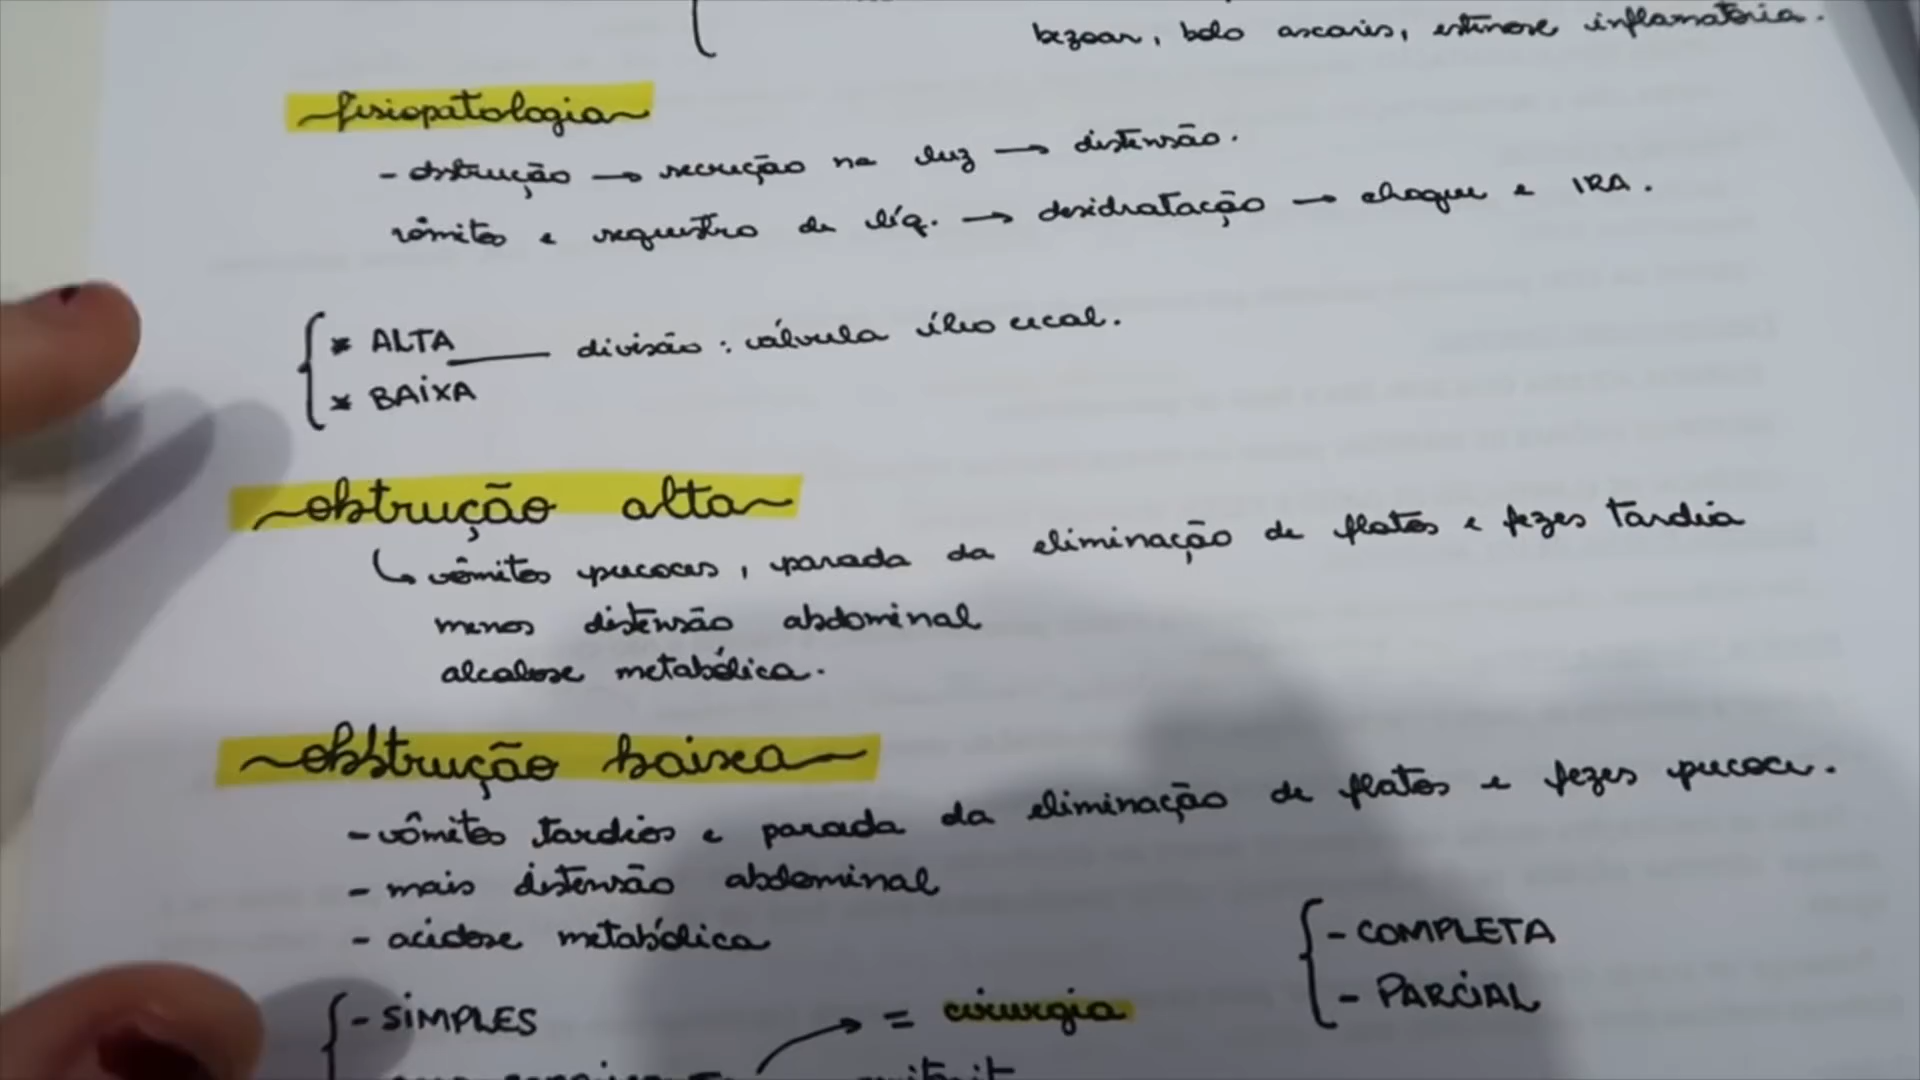 bezoar, bolo ascaris, estenose inflamatória.
~fisiopatologia~
- obstrução → secreção na luz → distensão.
vômitos e sequestro de líq. → desidratação → choque e IRA.
* ALTA
divisão: válvula íleo cecal.
* BAIXA
~obtrução alta~
↳ vômitos precoces, parada da eliminação de flatos e fezes tardia
menos distensão abdominal
alcalose metabólica.
~obstrução baixa~
- vômitos tardios e parada da eliminação de flatos e fezes precoce.
- mais distensão abdominal
- acidose metabólica
- COMPLETA
- PARCIAL
- SIMPLES
= cirurgia